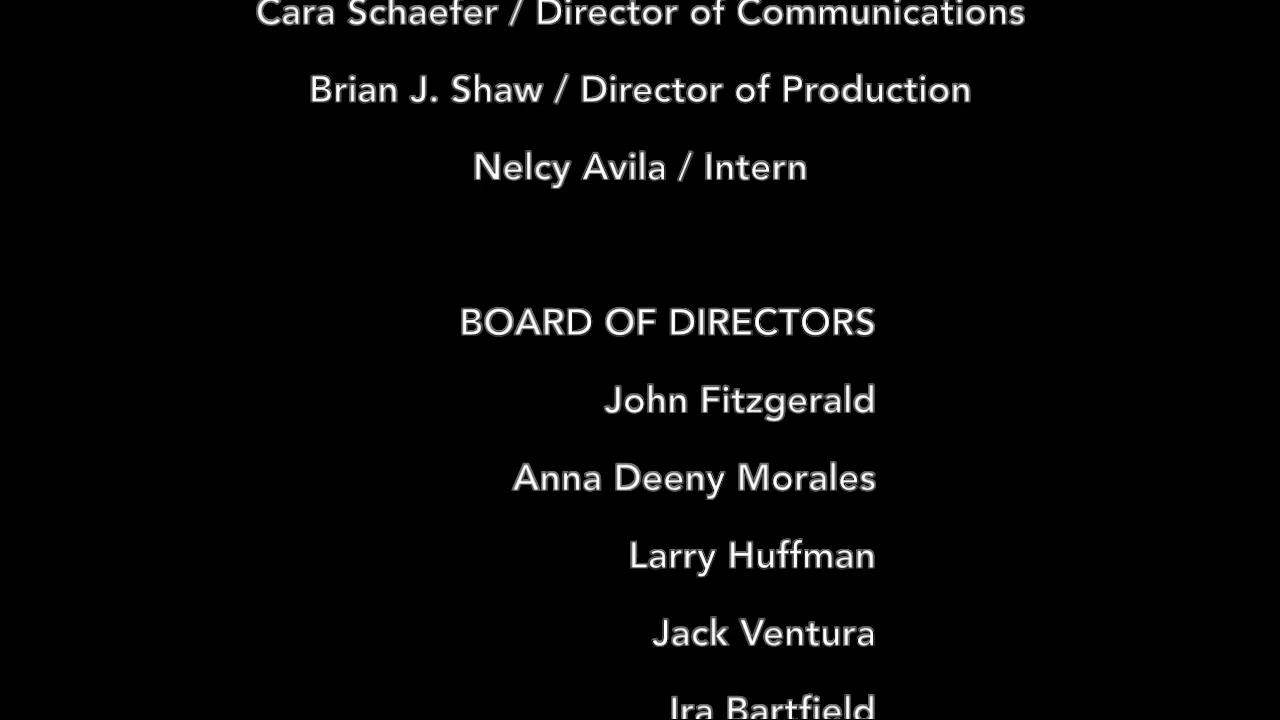 Cara Schaefer / Director of Communications
Brian J. Shaw / Director of Production
Nelcy Avila / Intern
BOARD OF DIRECTORS
John Fitzgerald
Anna Deeny Morales
Larry Huffman
Jack Ventura
Ira Bartfield